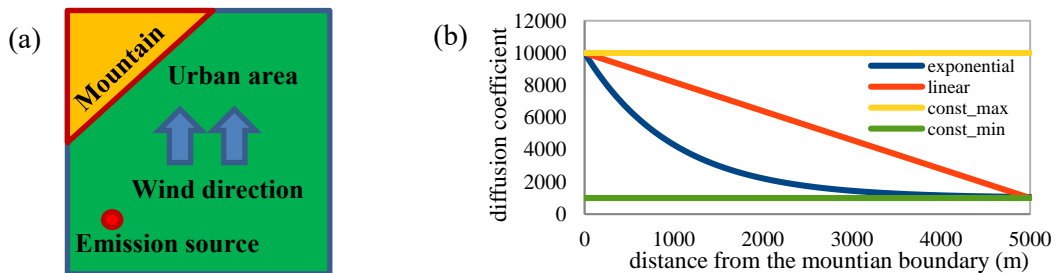 (a)
Mountain
Urban area
Wind direction
Emission source
(b)
diffusion coefficient
12000
10000
8000
6000
4000
2000
0
exponential
linear
const_max
const_min
0 1000 2000 3000 4000 5000
distance from the mountian boundary (m)